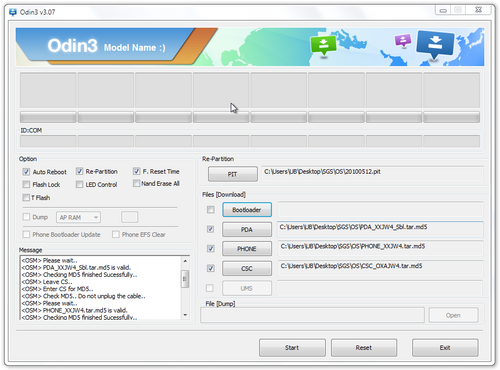 Odin3 v3.07
Odin3 Model Name :)
ID:COM
Option
Auto Reboot
Re-Partition
F. Reset Time
Flash Lock
LED Control
Nand Erase All
T Flash
Dump
AP RAM
Phone Bootloader Update
Phone EFS Clear
Message
<OSM> Please wait..
<OSM> PDA_XXJW4_Sbl.tar.md5 is valid.
<OSM> Checking MD5 finished Sucessfully..
<OSM> Leave CS..
<OSM> Enter CS for MD5..
<OSM> Check MD5.. Do not unplug the cable..
<OSM> Please wait..
<OSM> PHONE_XXJW4.tar.md5 is valid.
<OSM> Checking MD5 finished Sucessfully..
Re-Partition
PIT C:\Users\UB\Desktop\SGS\OS\20100512.pit
Files [Download]
Bootloader
PDA C:\Users\UB\Desktop\SGS\OS\PDA_XXJW4_Sbl.tar.md5
PHONE C:\Users\UB\Desktop\SGS\OS\PHONE_XXJW4.tar.md5
CSC C:\Users\UB\Desktop\SGS\OS\CSC_OXAJW4.tar.md5
UMS
File [Dump]
Open
Start
Reset
Exit